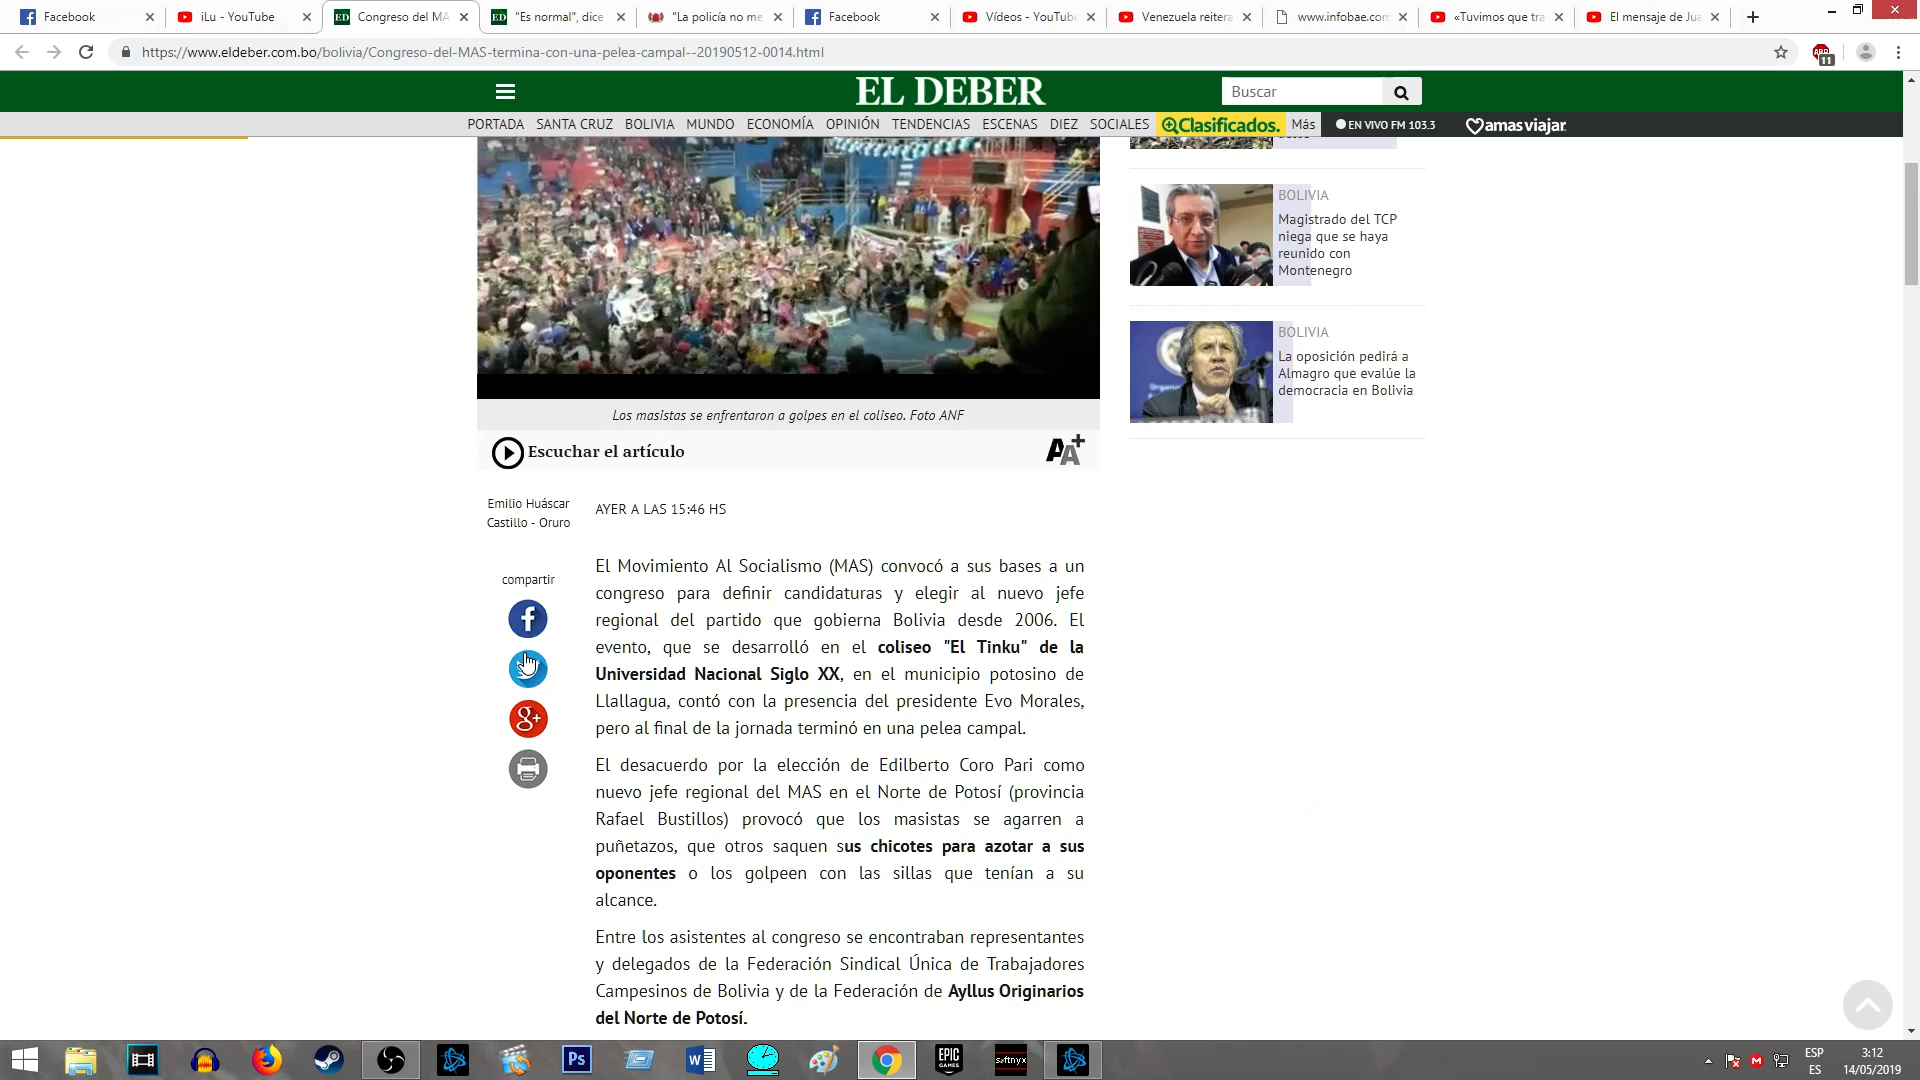 Facebook
iLu - YouTube
Congreso del MA
"Es normal", dice
"La policía no me
Facebook
Vídeos - YouTube
Venezuela reitera
www.infobae.com
«Tuvimos que tra
El mensaje de Jua
https://www.eldeber.com.bo/bolivia/Congreso-del-MAS-termina-con-una-pelea-campal--20190512-0014.html
11
EL DEBER
Buscar
PORTADA SANTA CRUZ BOLIVIA MUNDO ECONOMÍA OPINIÓN TENDENCIAS ESCENAS DIEZ SOCIALES Clasificados. Más EN VIVO FM 103.3 amasviajar
BOLIVIA
Magistrado del TCP
niega que se haya
reunido con
Montenegro
BOLIVIA
La oposición pedirá a
Almagro que evalúe la
democracia en Bolivia
Los masistas se enfrentaron a golpes en el coliseo. Foto ANF
Escuchar el artículo
AA+
Emilio Huáscar
Castillo - Oruro
AYER A LAS 15:46 HS
compartir
El Movimiento Al Socialismo (MAS) convocó a sus bases a un
congreso para definir candidaturas y elegir al nuevo jefe
regional del partido que gobierna Bolivia desde 2006. El
evento, que se desarrolló en el coliseo "El Tinku" de la
Universidad Nacional Siglo XX, en el municipio potosino de
Llallagua, contó con la presencia del presidente Evo Morales,
pero al final de la jornada terminó en una pelea campal.
El desacuerdo por la elección de Edilberto Coro Pari como
nuevo jefe regional del MAS en el Norte de Potosí (provincia
Rafael Bustillos) provocó que los masistas se agarren a
puñetazos, que otros saquen sus chicotes para azotar a sus
oponentes o los golpeen con las sillas que tenían a su
alcance.
Entre los asistentes al congreso se encontraban representantes
y delegados de la Federación Sindical Única de Trabajadores
Campesinos de Bolivia y de la Federación de Ayllus Originarios
del Norte de Potosí.
Ps
EPIC
GAMES
softnyx
ESP
ES
3:12
14/05/2019